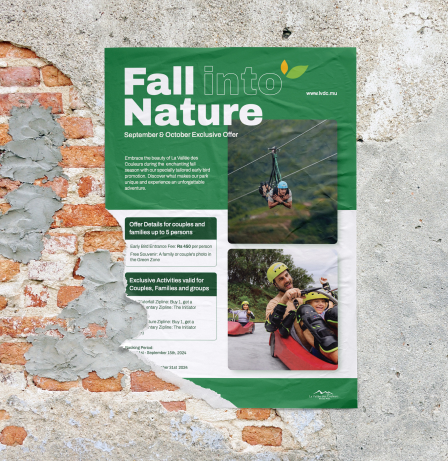 Fall into
Nature
www.lvdc.mu
September & October Exclusive Offer
Embrace the beauty of La Vallée des
Couleurs during the enchanting fall
season with our specially tailored early bird
promotion. Discover what makes our park
unique and experience an unforgettable
adventure.
Offer Details for couples and
families up to 5 persons
Early Bird Entrance Fee: Rs 450 per person
Free Souvenir: A family or couple's photo in
the Green Zone
Exclusive Activities valid for
Couples, Families and groups
Zipline: Buy 1, get a
entary Zipline: The Initiator
Zipline: Buy 1, get a
entary Zipline: The Initiator
Period:
September 15th, 2024
31st 2024